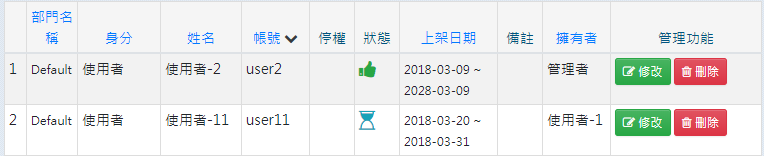 部門名稱 身分 姓名 帳號 停權 狀態 上架日期 備註 擁有者 管理功能
1 Default 使用者 使用者-2 user2 2018-03-09 ~ 管理者 修改 刪除
2028-03-09
2 Default 使用者 使用者-11 user11 2018-03-20 ~ 使用者-1 修改 刪除
2018-03-31